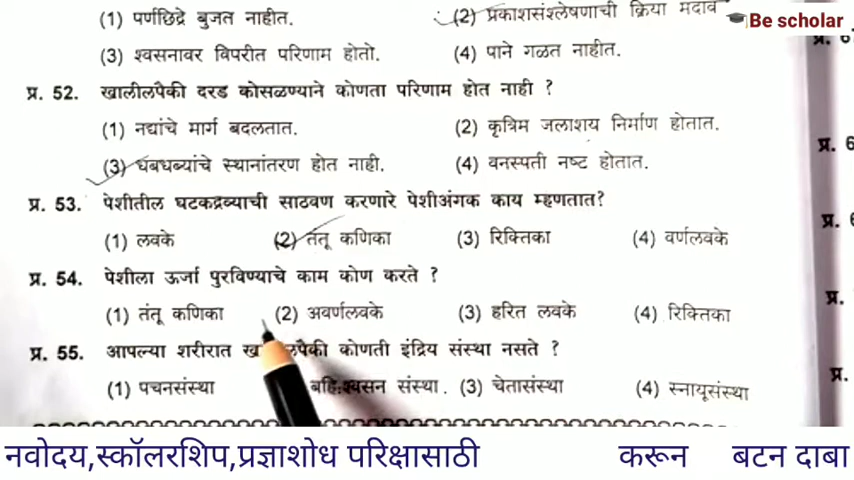 (1) पर्णछिद्रे बुजत नाहीत. (2) प्रकाशसंश्लेषणाची क्रिया मंदाव
Be scholar
(3) श्वसनावर विपरीत परिणाम होतो. (4) पाने गळत नाहीत.
प्र. 52. खालीलपैकी दरड कोसळण्याने कोणता परिणाम होत नाही ?
(1) नद्यांचे मार्ग बदलतात. (2) कृत्रिम जलाशय निर्माण होतात.
(3) धबधब्यांचे स्थानांतरण होत नाही. (4) वनस्पती नष्ट होतात.
प्र. 53. पेशीतील घटकद्रव्याची साठवण करणारे पेशीअंगक काय म्हणतात?
(1) लवके (2) तंतू कणिका (3) रिक्तिका (4) वर्णलवके
प्र. 54. पेशीला ऊर्जा पुरविण्याचे काम कोण करते ?
(1) तंतू कणिका (2) अवर्णलवके (3) हरित लवके (4) रिक्तिका
प्र. 55. आपल्या शरीरात कोणती इंद्रिय संस्था नसते ?
(1) पचनसंस्था बहिःश्वसन संस्था. (3) चेतासंस्था (4) स्नायूसंस्था
नवोदय,स्कॉलरशिप,प्रज्ञाशोध परिक्षासाठी करून बटन दाबा